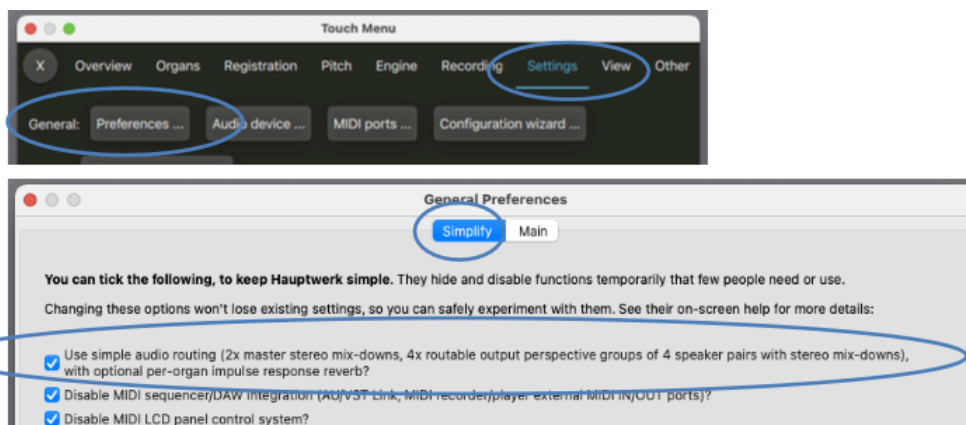 Touch Menu
X Overview Organs Registration Pitch Engine Recording Settings View Other
General: Preferences ... Audio device ... MIDI ports ... Configuration wizard ...
General Preferences
Simplify Main
You can tick the following, to keep Hauptwerk simple. They hide and disable functions temporarily that few people need or use.
Changing these options won't lose existing settings, so you can safely experiment with them. See their on-screen help for more details:
Use simple audio routing (2x master stereo mix-downs, 4x routable output perspective groups of 4 speaker pairs with stereo mix-downs),
with optional per-organ impulse response reverb?
Disable MIDI sequencer/DAW integration (AU/VST Link, MIDI recorder/player external MIDI IN/OUT ports)?
Disable MIDI LCD panel control system?